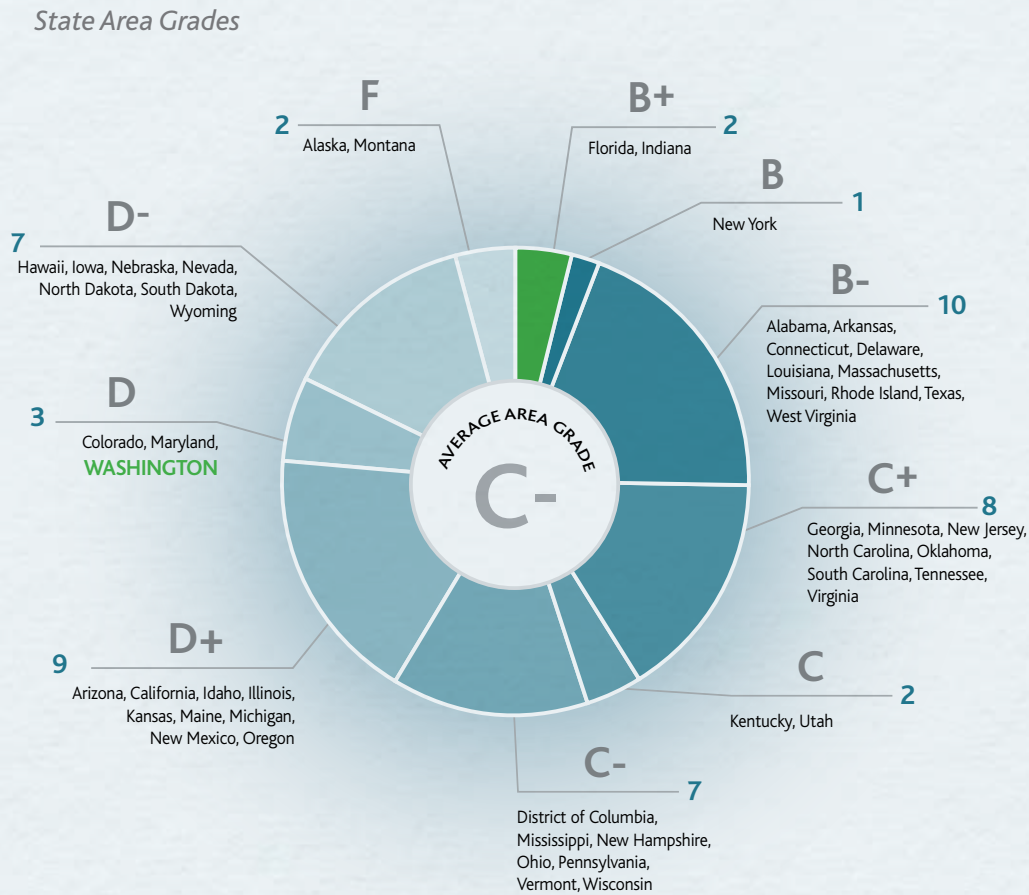 State Area Grades
F
2
Alaska, Montana
B+
2
Florida, Indiana
B
1
New York
B-
10
Alabama, Arkansas,
Connecticut, Delaware,
Louisiana, Massachusetts,
Missouri, Rhode Island, Texas,
West Virginia
C+
8
Georgia, Minnesota, New Jersey,
North Carolina, Oklahoma,
South Carolina, Tennessee,
Virginia
C
2
Kentucky, Utah
C-
7
District of Columbia,
Mississippi, New Hampshire,
Ohio, Pennsylvania,
Vermont, Wisconsin
D+
9
Arizona, California, Idaho, Illinois,
Kansas, Maine, Michigan,
New Mexico, Oregon
D
3
Colorado, Maryland,
WASHINGTON
D-
7
Hawaii, Iowa, Nebraska, Nevada,
North Dakota, South Dakota,
Wyoming
AVERAGE AREA GRADE
C-